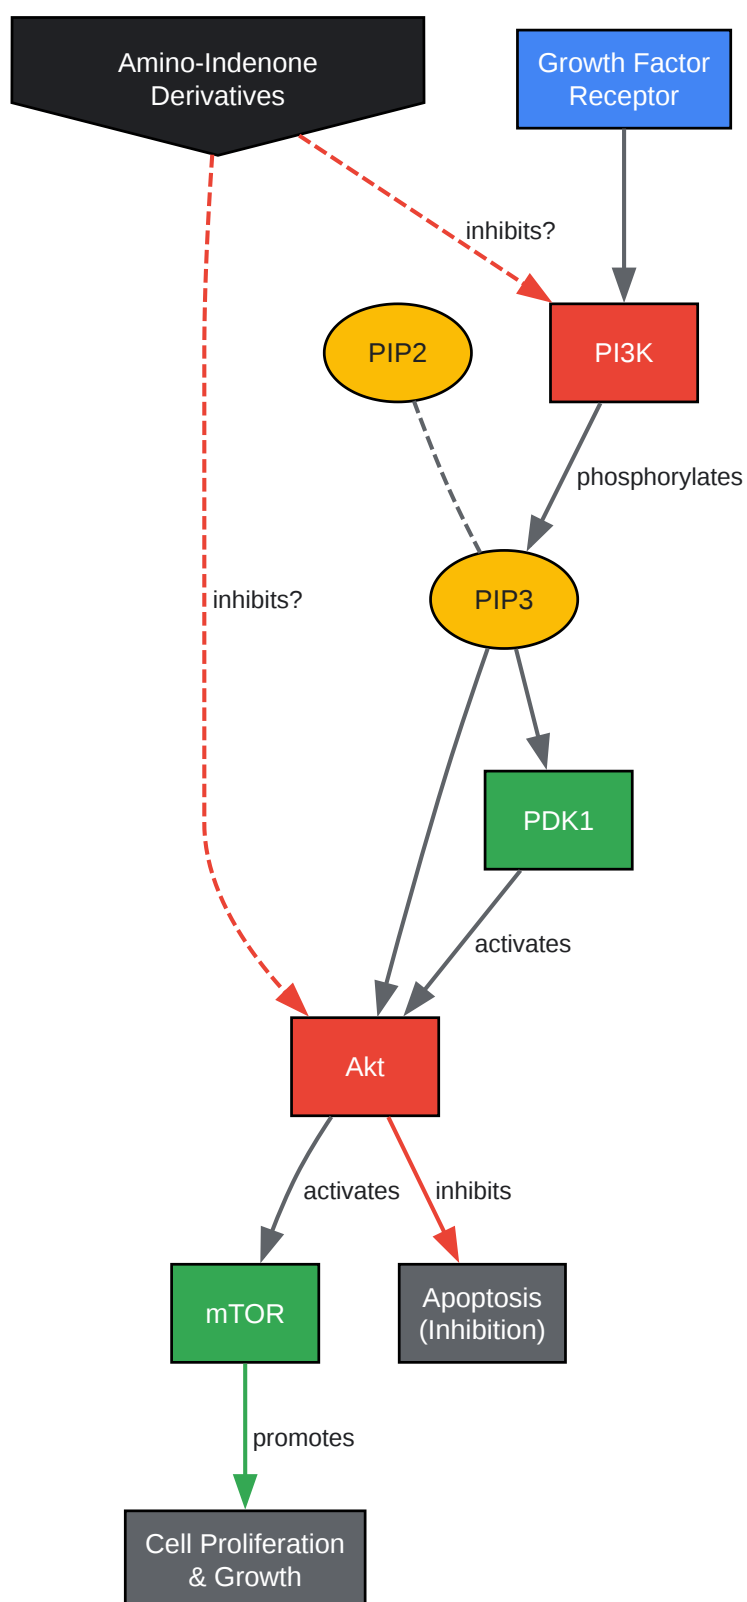 Amino-Indenone
Derivatives
Growth Factor
Receptor
inhibits?
PIP2
PI3K
phosphorylates
inhibits?
PIP3
PDK1
activates
Akt
activates
inhibits
mTOR
Apoptosis
(Inhibition)
promotes
Cell Proliferation
& Growth